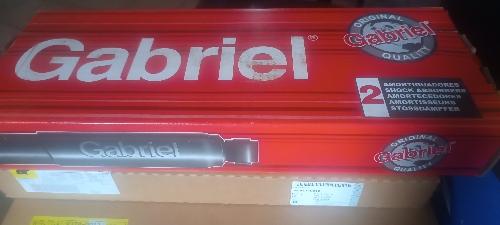 Gabriel®
ORIGINAL
Gabriel
QUALITY
2
AMORTIGUADORES
SHOCK ABSORBERS
AMORTECEDORES
AMORTISSEURS
STOSSDÄMPFER
Gabriel
ORIGINAL
Gabriel
QUALITY